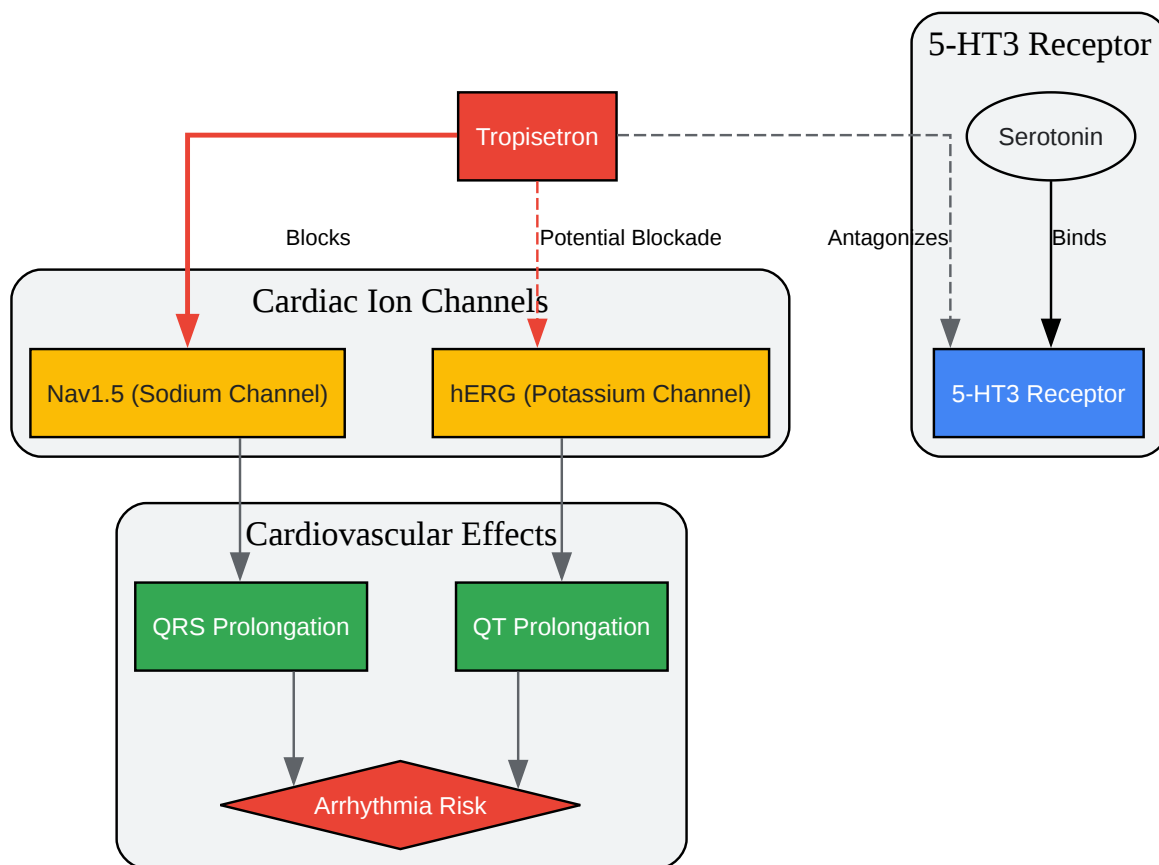 5-HT3 Receptor
Tropisetron
Serotonin
Blocks
Potential Blockade
Antagonizes
Binds
Cardiac Ion Channels
Nav1.5 (Sodium Channel)
hERG (Potassium Channel)
5-HT3 Receptor
Cardiovascular Effects
QRS Prolongation
QT Prolongation
Arrhythmia Risk